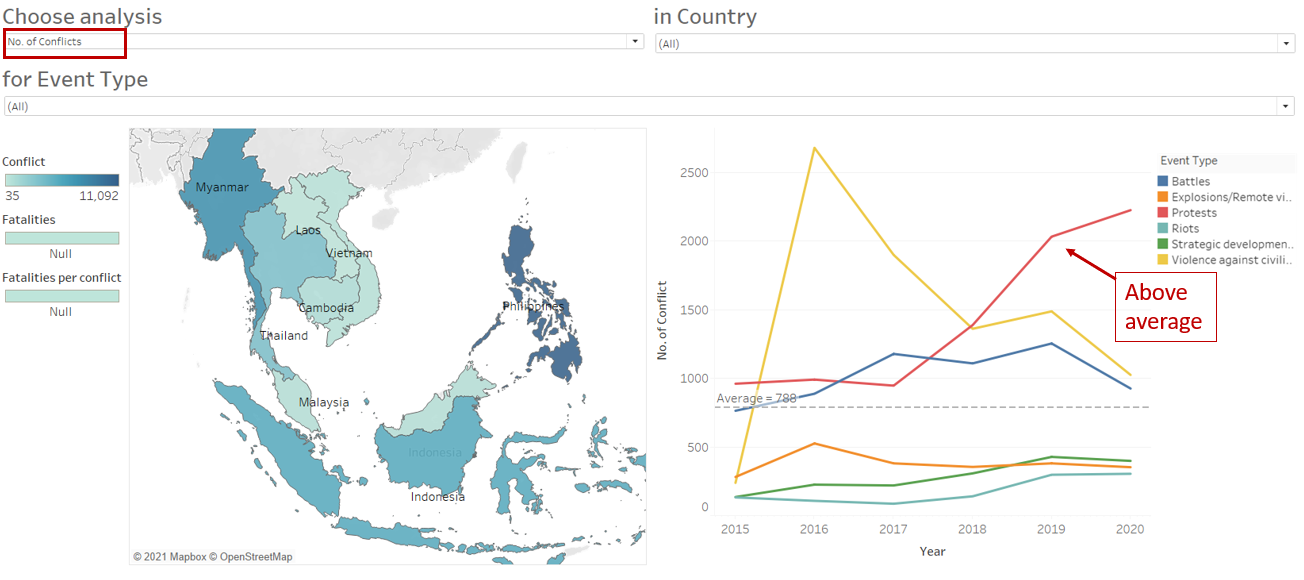 Choose analysis
No. of Conflicts
in Country
(All)
for Event Type
(All)
Conflict
35 11,092
Fatalities
Null
Fatalities per conflict
Null
Myanmar
Laos
Vietnam
Cambodia
Thailand
Philippines
Malaysia
Indonesia
Indonesia
© 2021 Mapbox © OpenStreetMap
No. of Conflict
2500
2000
1500
1000
500
0
Average = 788
2015 2016 2017 2018 2019 2020
Year
Above
average
Event Type
Battles
Explosions/Remote vi..
Protests
Riots
Strategic developmen..
Violence against civili..